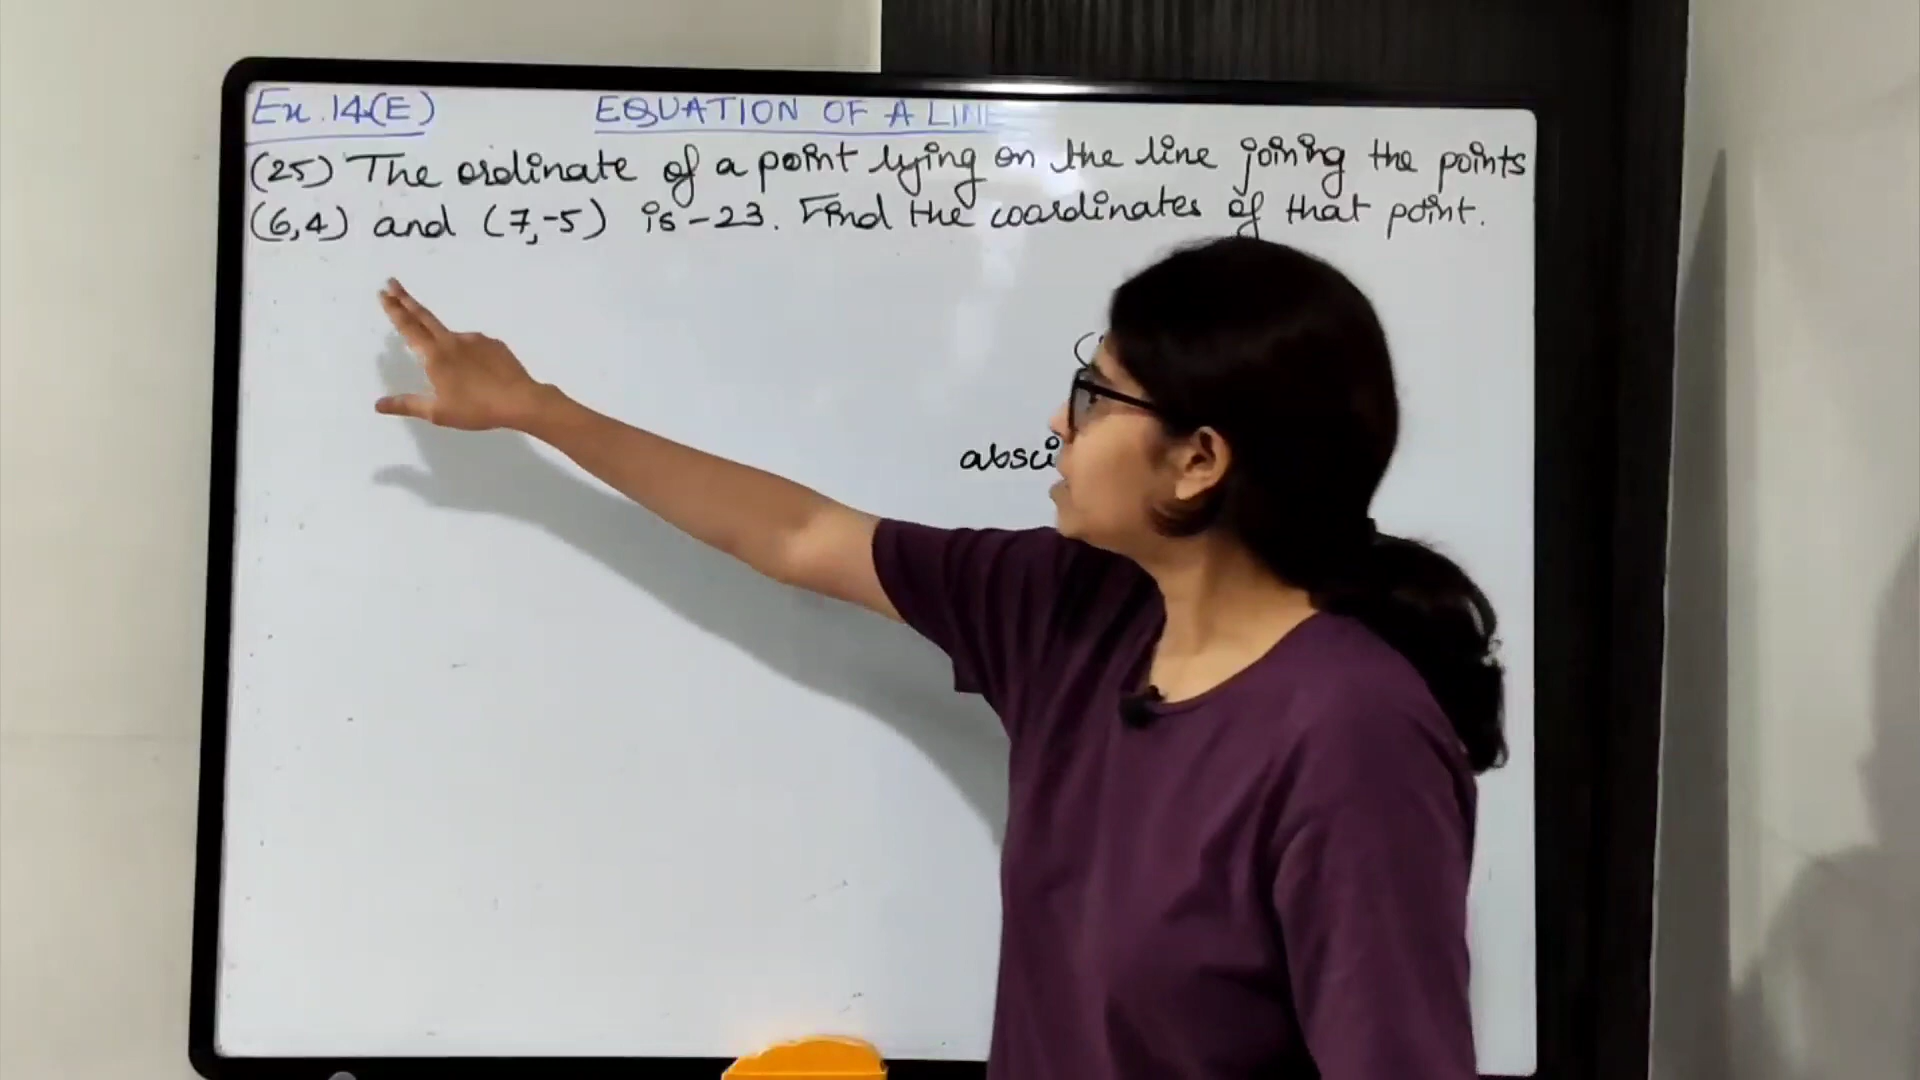 Ex. 14(E) EQUATION OF A LINE
(25) The ordinate of a point lying on the line joining the points
(6,4) and (7,-5) is -23. Find the coordinates of that point.